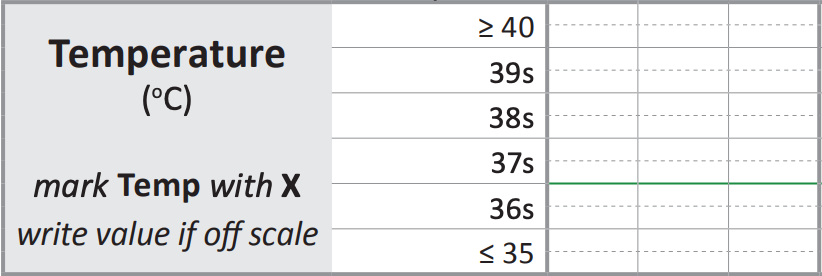 Temperature
(°C)
mark Temp with X
write value if off scale
≥ 40
39s
38s
37s
36s
≤ 35